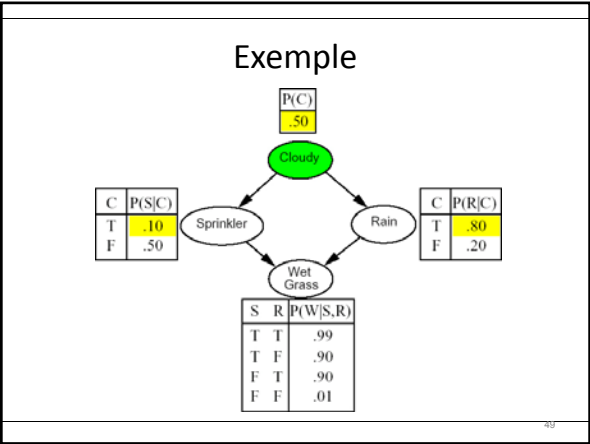 Exemple
P(C)
.50
Cloudy
C P(S|C)
T .10
F .50
Sprinkler
Rain
C P(R|C)
T .80
F .20
Wet
Grass
S R P(W|S,R)
T T .99
T F .90
F T .90
F F .01
49